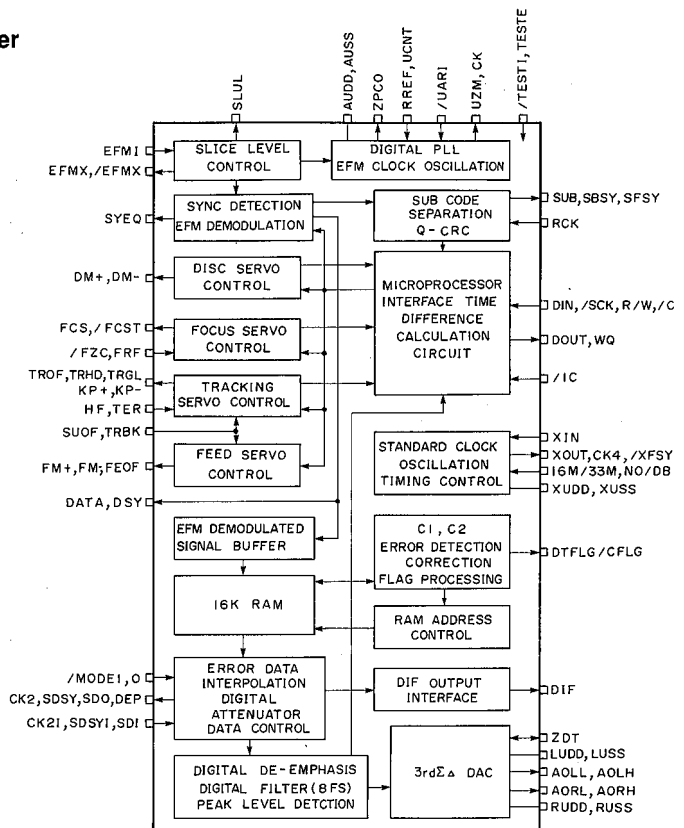 er
SLUL
AUDD, AUSS
ZPCO
RREF, UCNT
/UARI
UZM, CK
/TEST1, TESTE
EFMI
EFMX, /EFMX
SLICE LEVEL
CONTROL
DIGITAL PLL
EFM CLOCK OSCILLATION
SYEQ
SYNC DETECTION
EFM DEMODULATION
SUB CODE
SEPARATION
Q-CRC
SUB, SBSY, SFSY
RCK
DM+, DM-
DISC SERVO
CONTROL
MICROPROCESSOR
INTERFACE TIME
DIFFERENCE
CALCULATION
CIRCUIT
DIN, /SCK, R/W, /C
DOUT, WQ
/IC
FCS, /FCST
/FZC, FRF
FOCUS SERVO
CONTROL
TROF, TRHD, TRGL
KP+, KP-
HF, TER
TRACKING
SERVO CONTROL
SUOF, TRBK
FM+, FM-, FEOF
FEED SERVO
CONTROL
STANDARD CLOCK
OSCILLATION
TIMING CONTROL
XIN
XOUT, CK4, /XFSY
16M/33M, NO/DB
XUDD, XUSS
DATA, DSY
EFM DEMODULATED
SIGNAL BUFFER
C1, C2
ERROR DETECTION
CORRECTION
FLAG PROCESSING
DTFLG/CFLG
16K RAM
RAM ADDRESS
CONTROL
/MODE1, O
CK2, SDSY, SDO, DEP
CK2I, SDSYI, SDI
ERROR DATA
INTERPOLATION
DIGITAL
ATTENUATOR
DATA CONTROL
DIF OUTPUT
INTERFACE
DIF
DIGITAL DE-EMPHASIS
DIGITAL FILTER (8FS)
PEAK LEVEL DETCTION
3rdΣΔ DAC
ZDT
LUDD, LUSS
AOLL, AOLH
AORL, AORH
RUDD, RUSS